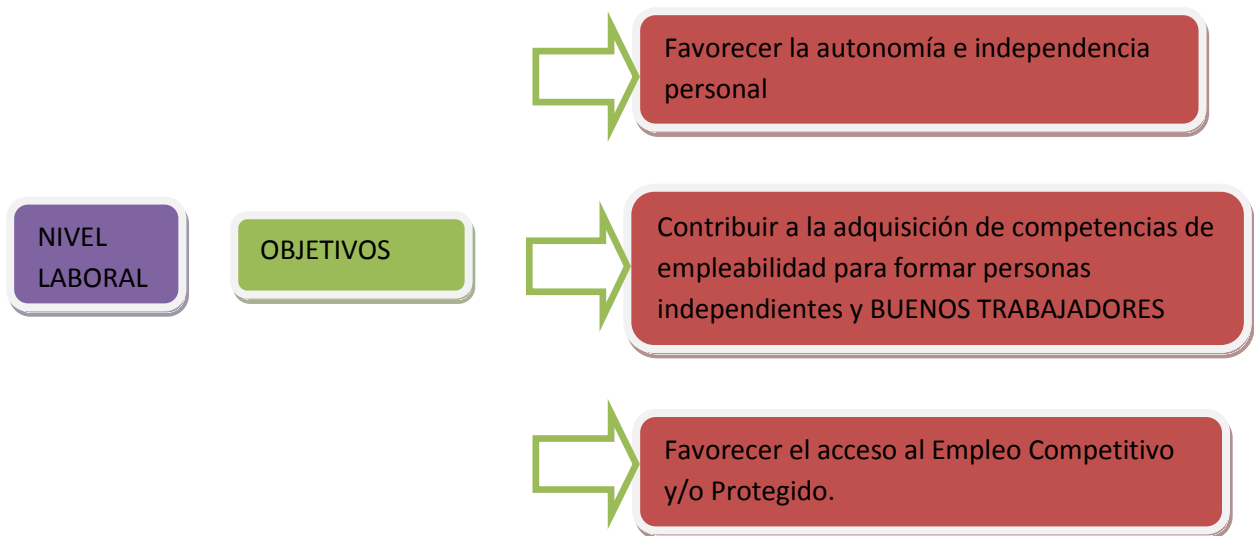 NIVEL
LABORAL
OBJETIVOS
Favorecer la autonomía e independencia
personal
Contribuir a la adquisición de competencias de
empleabilidad para formar personas
independientes y BUENOS TRABAJADORES
Favorecer el acceso al Empleo Competitivo
y/o Protegido.